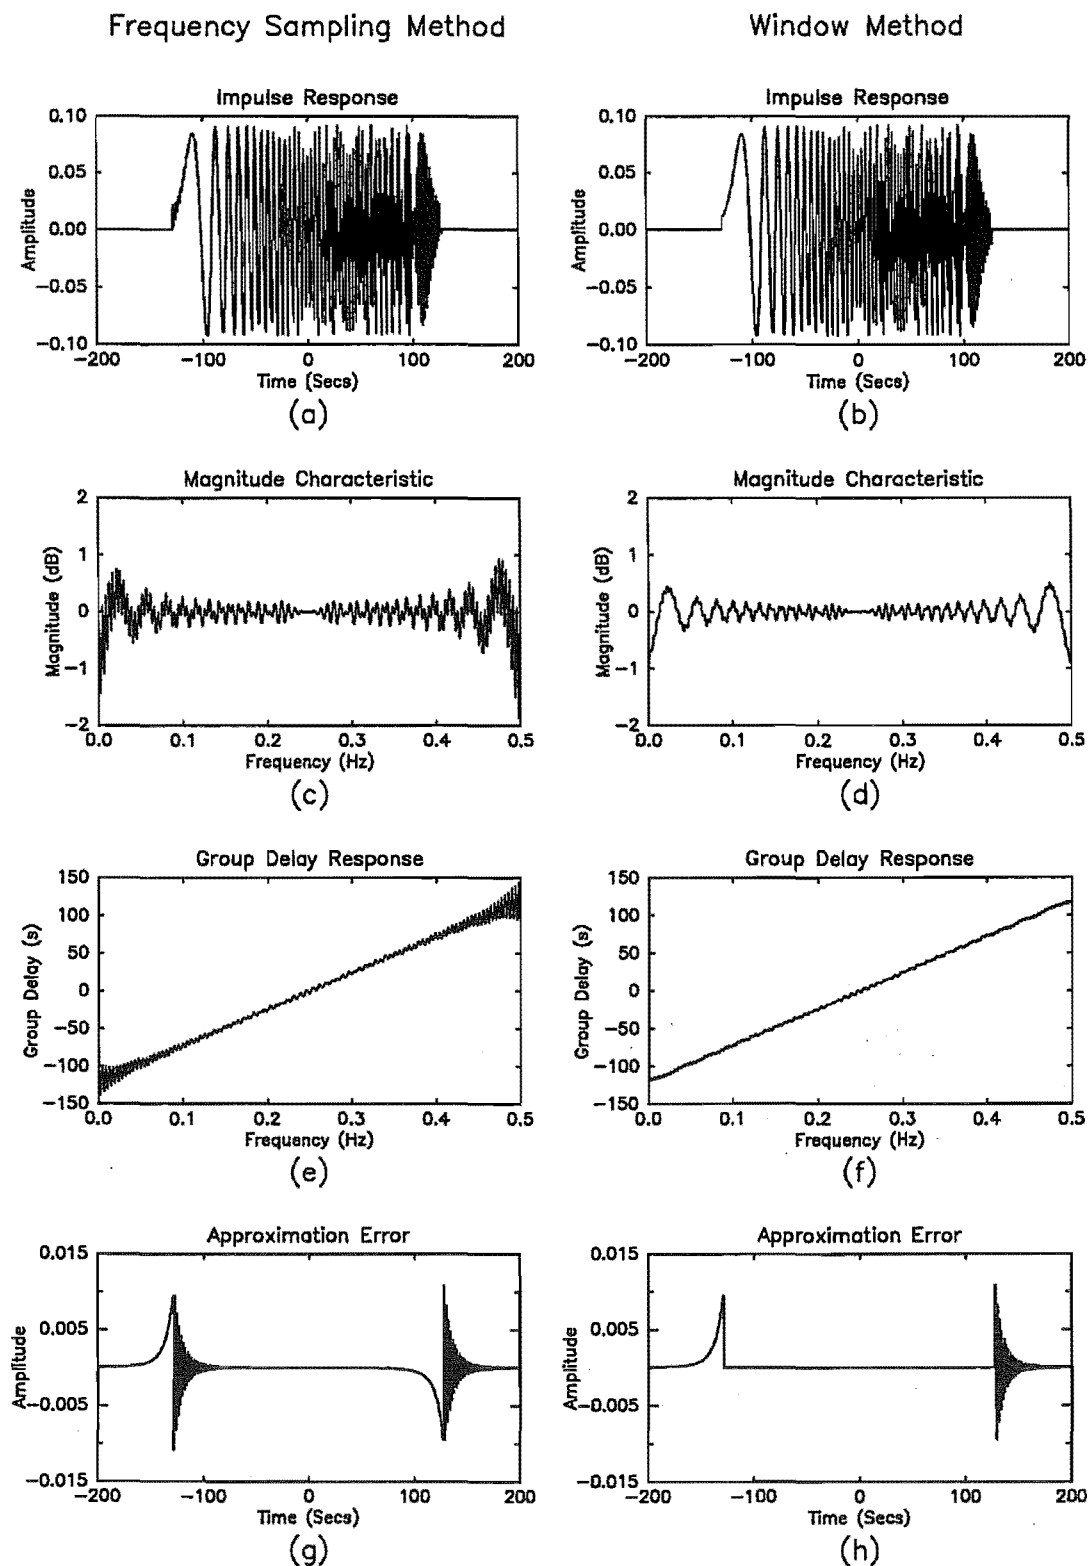 Frequency Sampling Method
Window Method
Impulse Response
0.10
0.05
0.00
−0.05
−0.10
Amplitude
−200 −100 0 100 200
Time (Secs)
(a)
Impulse Response
0.10
0.05
0.00
−0.05
−0.10
Amplitude
−200 −100 0 100 200
Time (Secs)
(b)
Magnitude Characteristic
2
1
0
−1
−2
Magnitude (dB)
0.0 0.1 0.2 0.3 0.4 0.5
Frequency (Hz)
(c)
Magnitude Characteristic
2
1
0
−1
−2
Magnitude (dB)
0.0 0.1 0.2 0.3 0.4 0.5
Frequency (Hz)
(d)
Group Delay Response
150
100
50
0
−50
−100
−150
Group Delay (s)
0.0 0.1 0.2 0.3 0.4 0.5
Frequency (Hz)
(e)
Group Delay Response
150
100
50
0
−50
−100
−150
Group Delay (s)
0.0 0.1 0.2 0.3 0.4 0.5
Frequency (Hz)
(f)
Approximation Error
0.015
0.005
−0.005
−0.015
Amplitude
−200 −100 0 100 200
Time (Secs)
(g)
Approximation Error
0.015
0.005
−0.005
−0.015
Amplitude
−200 −100 0 100 200
Time (Secs)
(h)